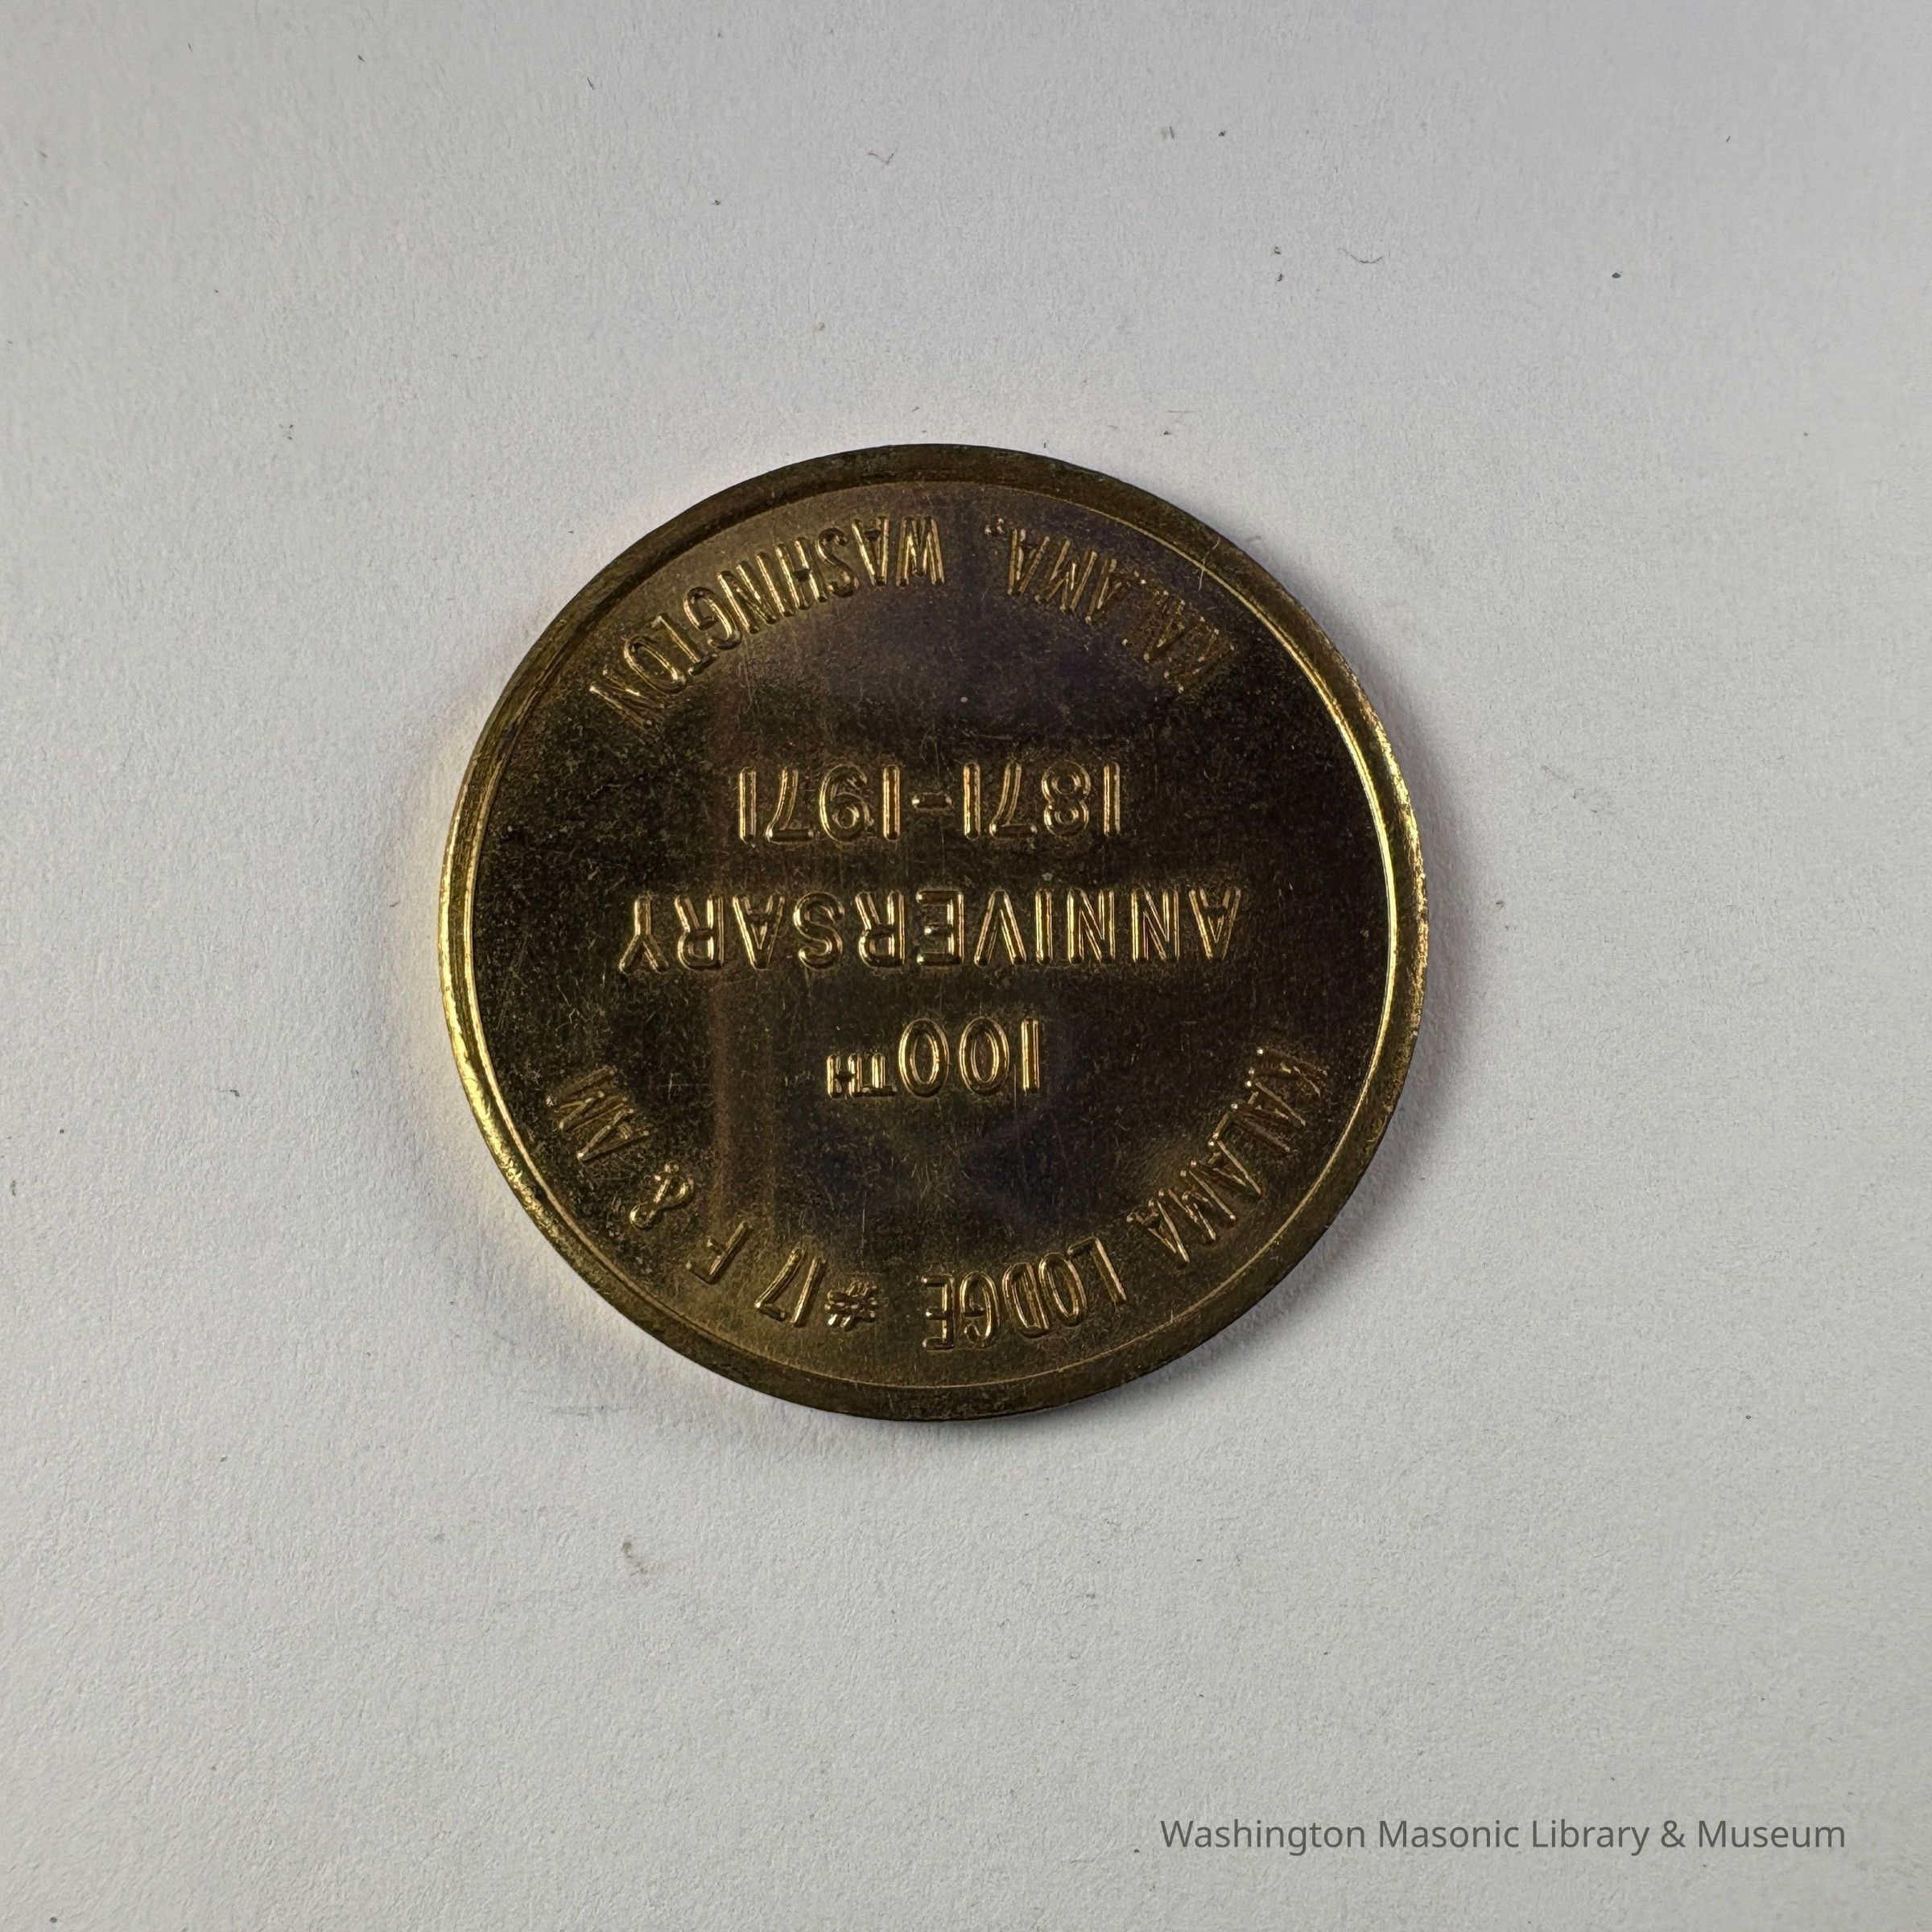 KALAMA LODGE #17 F. & AM
100TH
ANNIVERSARY
1871-1971
KALAMA, WASHINGTON
Washington Masonic Library & Museum